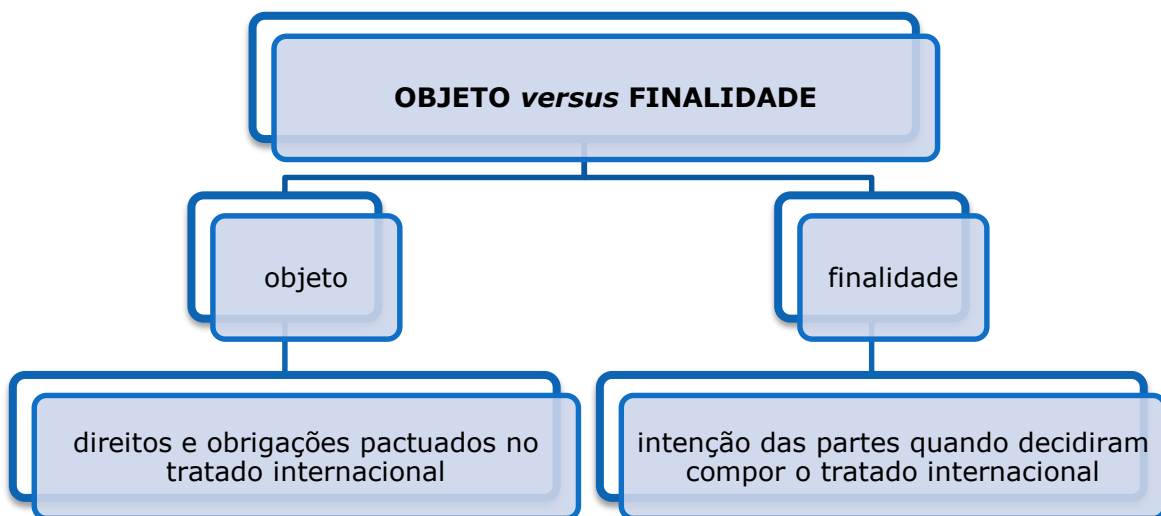 OBJETO versus FINALIDADE
objeto
finalidade
direitos e obrigações pactuados no
tratado internacional
intenção das partes quando decidiram
compor o tratado internacional